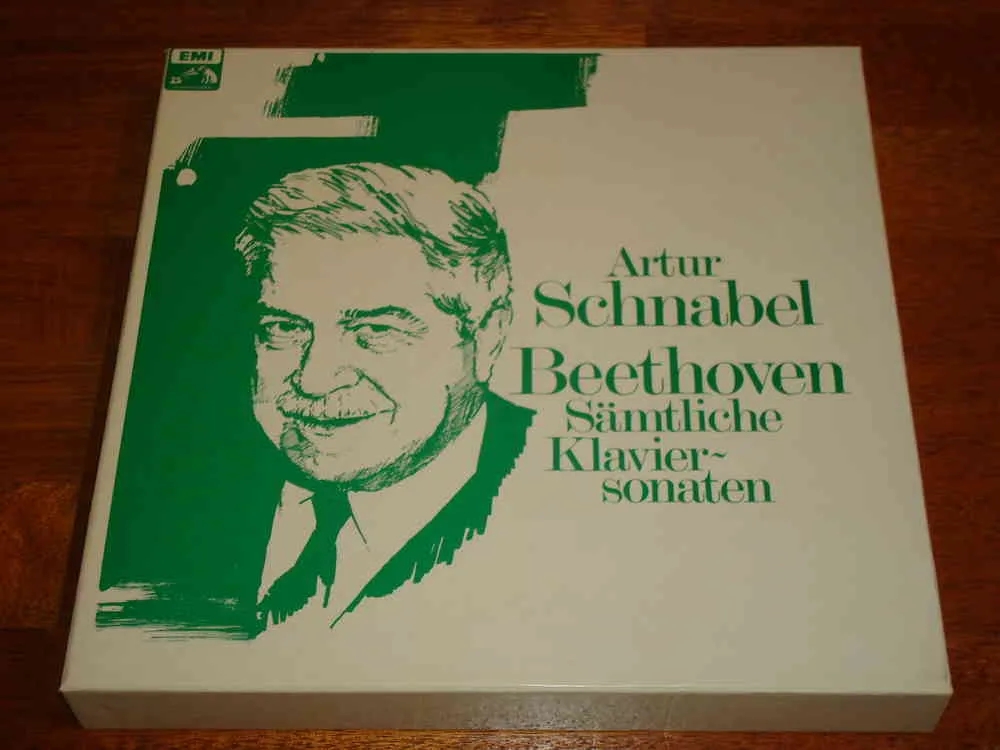 EMI
Artur
Schnabel
Beethoven
Sämtliche
Klavier~
sonaten